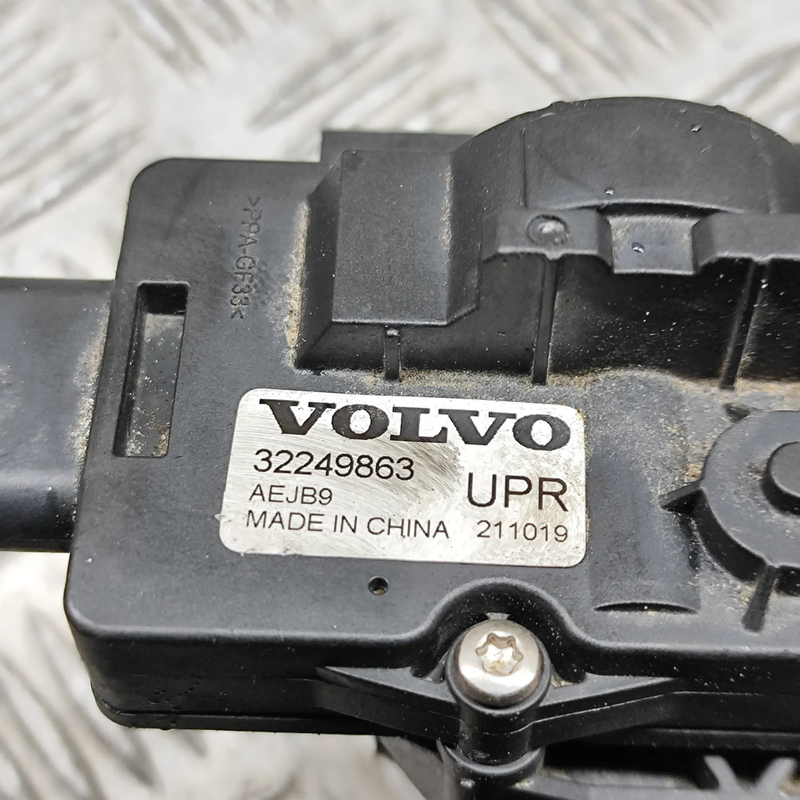 >PPA-GF33<
VOLVO
32249863
UPR
AEJB9
MADE IN CHINA 211019